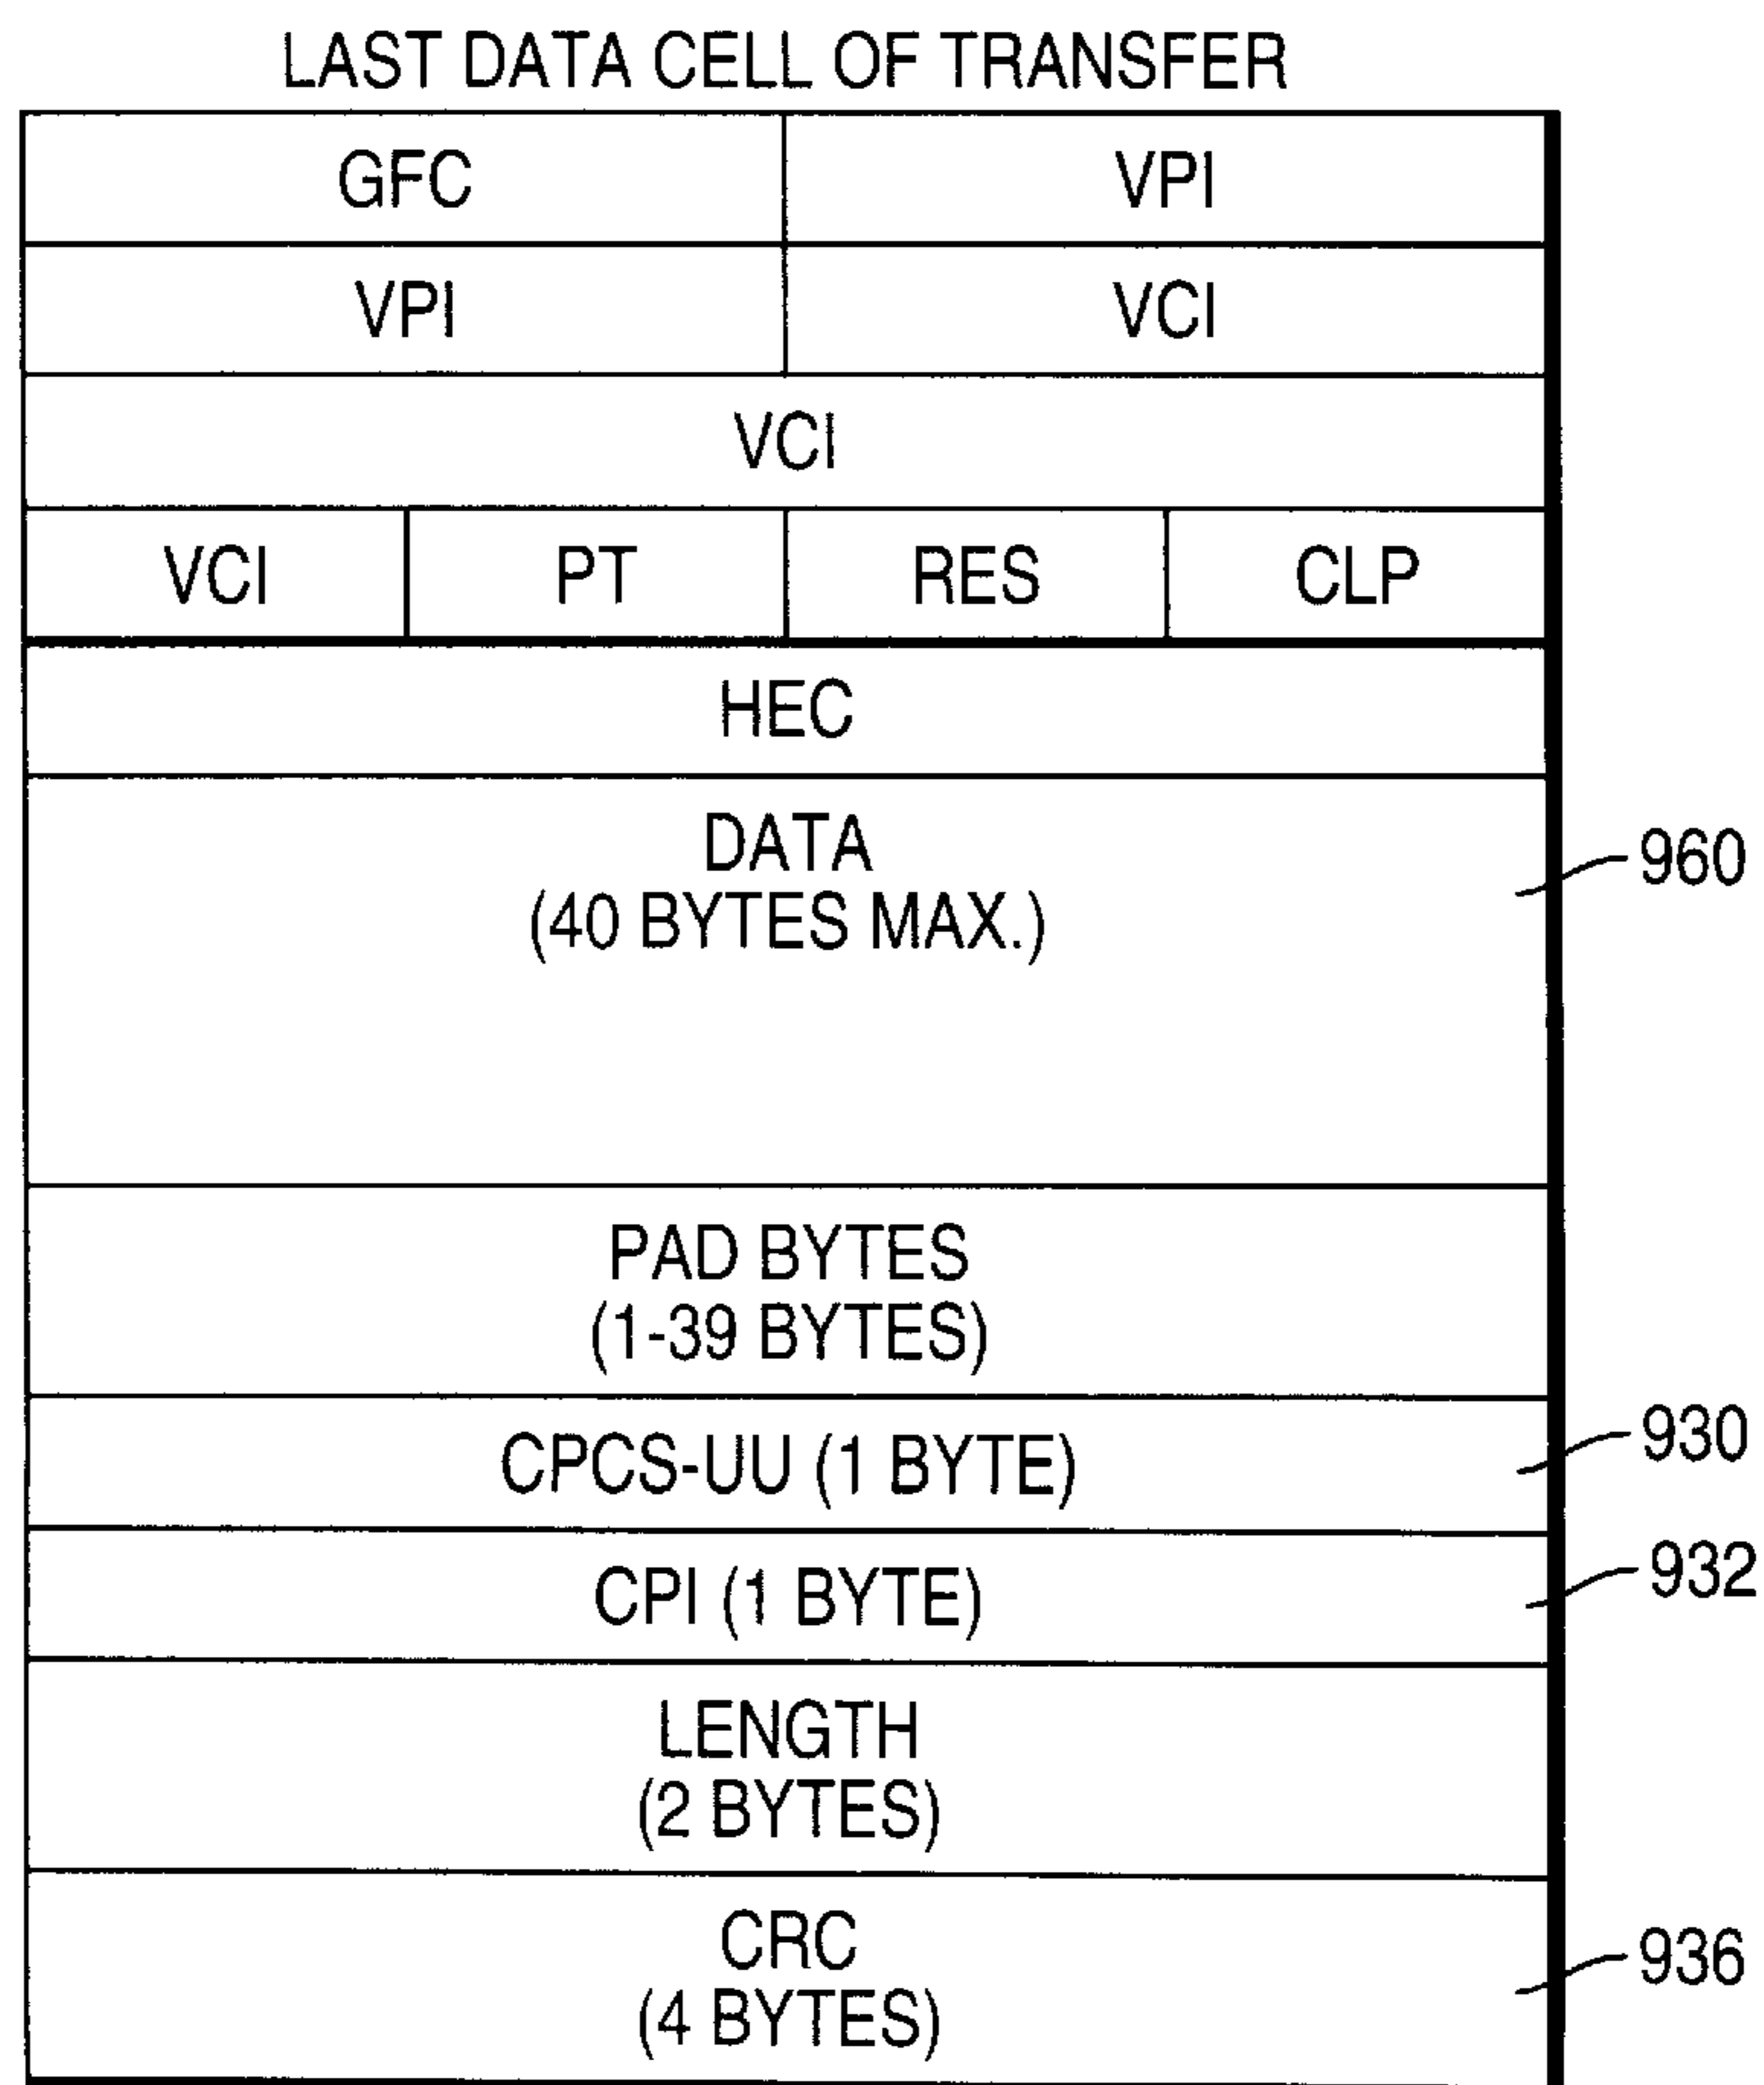 LAST DATA CELL OF TRANSFER
GFC VPI
VPI VCI
VCI
VCI PT RES CLP
HEC
DATA
(40 BYTES MAX.)
960
PAD BYTES
(1-39 BYTES)
CPCS-UU (1 BYTE)
930
CPI (1 BYTE)
932
LENGTH
(2 BYTES)
CRC
(4 BYTES)
936